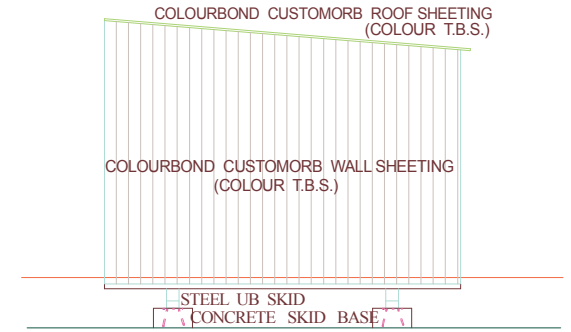 COLOURBOND CUSTOMORB ROOF SHEETING
(COLOUR T.B.S.)
COLOURBOND CUSTOMORB WALL SHEETING
(COLOUR T.B.S.)
STEEL UB SKID
CONCRETE SKID BASE